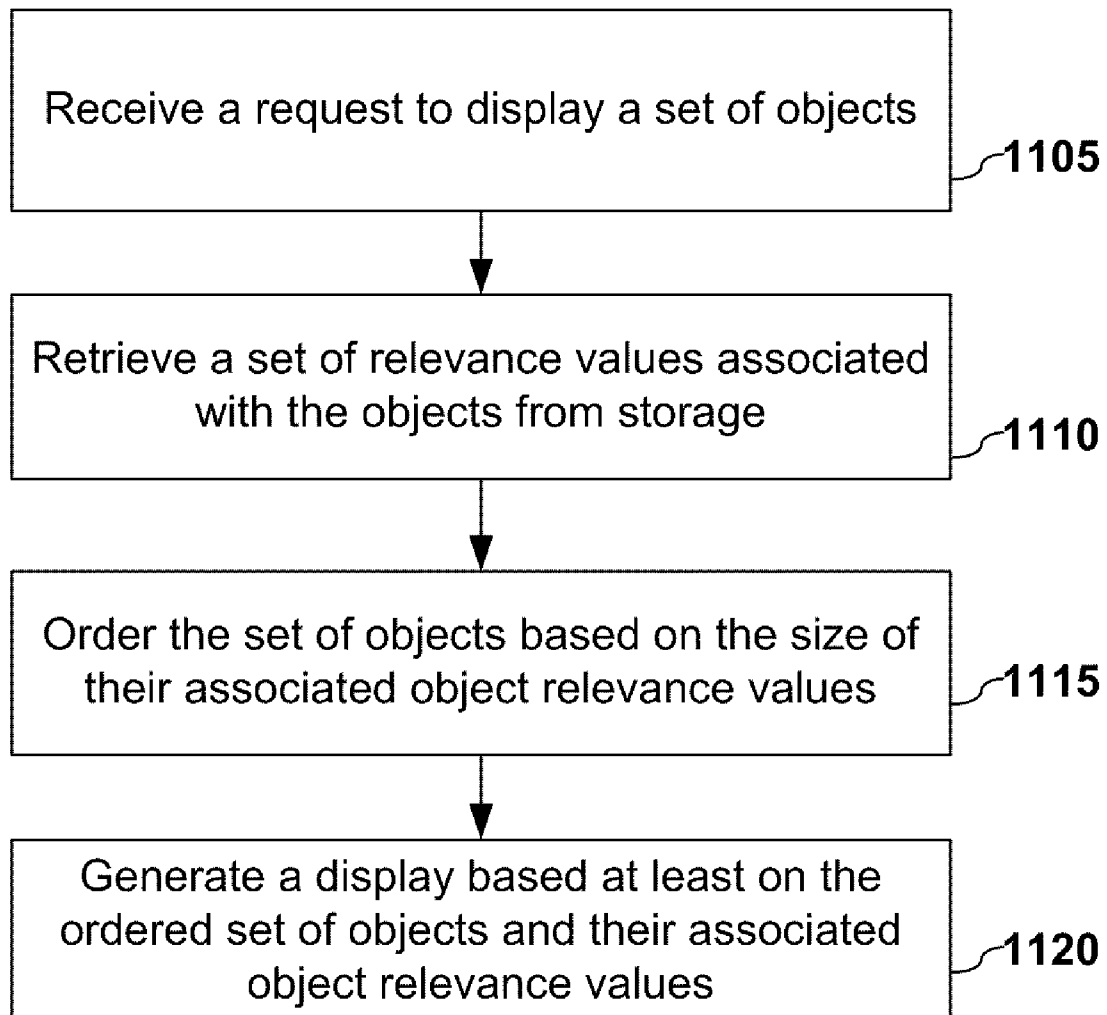 Receive a request to display a set of objects
1105
Retrieve a set of relevance values associated
with the objects from storage
1110
Order the set of objects based on the size of
their associated object relevance values
1115
Generate a display based at least on the
ordered set of objects and their associated
object relevance values
1120